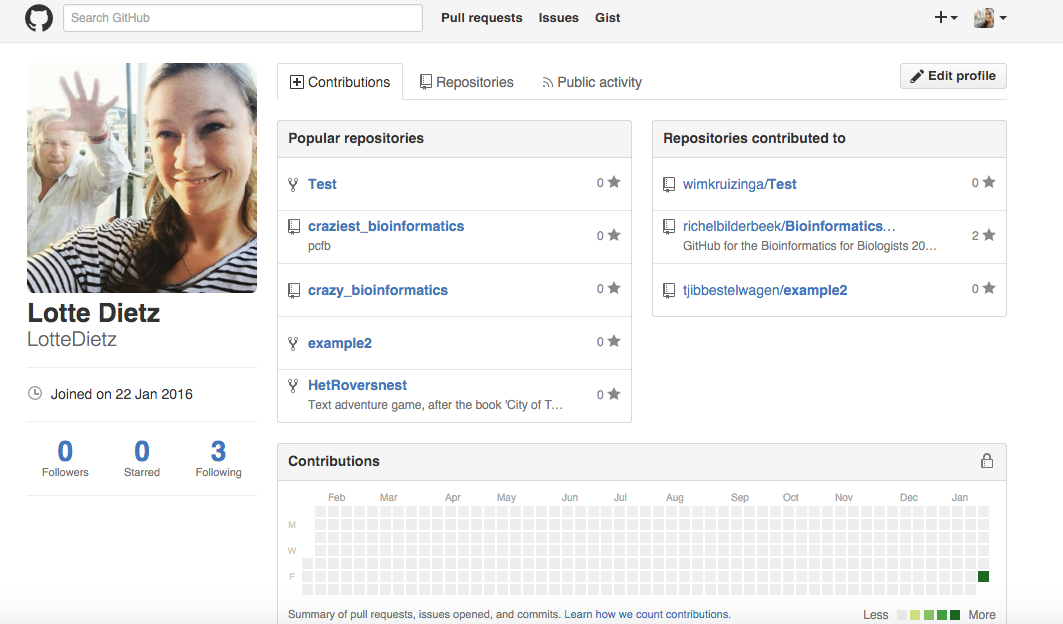 Search GitHub
Pull requests Issues Gist
Contributions Repositories Public activity
Edit profile
Popular repositories
Test
0
craziest_bioinformatics
pcfb
0
crazy_bioinformatics
0
example2
0
HetRoversnest
Text adventure game, after the book 'City of T…
0
Repositories contributed to
wimkruizinga/Test
0
richelbilderbeek/Bioinformatics…
GitHub for the Bioinformatics for Biologists 20…
2
tjibbestelwagen/example2
0
Lotte Dietz
LotteDietz
Joined on 22 Jan 2016
0 0 3
Followers Starred Following
Contributions
Feb Mar Apr May Jun Jul Aug Sep Oct Nov Dec Jan
M
W
F
Summary of pull requests, issues opened, and commits. Learn how we count contributions.
Less More